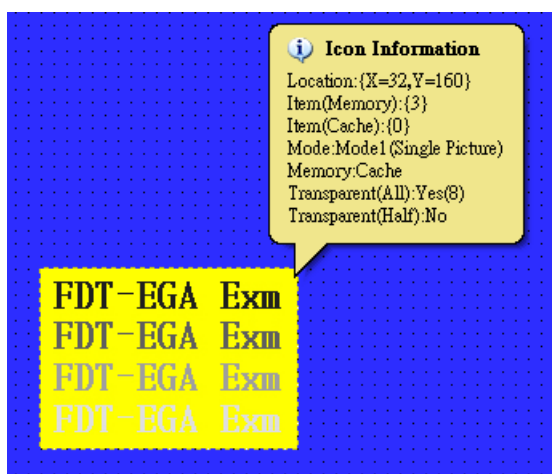 Icon Information
Location:{X=32,Y=160}
Item(Memory):{3}
Item(Cache):{0}
Mode:Mode1(Single Picture)
Memory:Cache
Transparent(All):Yes(8)
Transparent(Half):No
FDT-EGA Exm
FDT-EGA Exm
FDT-EGA Exm
FDT-EGA Exm